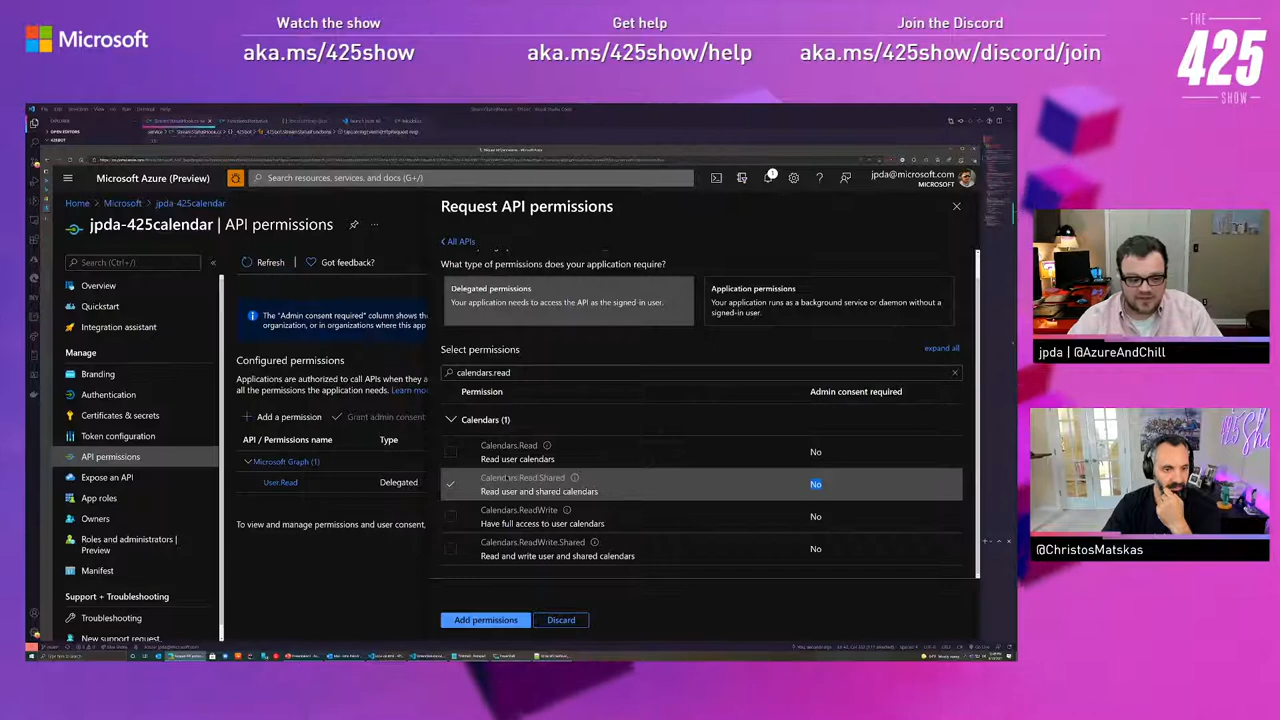 Microsoft
Watch the show
aka.ms/425show
Get help
aka.ms/425show/help
Join the Discord
aka.ms/425show/discord/join
THE
425
SHOW
Microsoft Azure (Preview)
Search resources, services, and docs (G+/)
1
jpda@microsoft.com
MICROSOFT
Home > Microsoft > jpda-425calendar
jpda-425calendar | API permissions
Search (Ctrl+/)
Overview
Quickstart
Integration assistant
Manage
Branding
Authentication
Certificates & secrets
Token configuration
API permissions
Expose an API
App roles
Owners
Roles and administrators |
Preview
Manifest
Support + Troubleshooting
Troubleshooting
New support request
Refresh
Got feedback?
The "Admin consent required" column shows the
organization, or in organizations where this app
Configured permissions
Applications are authorized to call APIs when they a
all the permissions the application needs. Learn mo
Add a permission
Grant admin consent
API / Permissions name
Type
Microsoft Graph (1)
User.Read
Delegated
To view and manage permissions and user consent,
Request API permissions
All APIs
What type of permissions does your application require?
Delegated permissions
Your application needs to access the API as the signed-in user.
Application permissions
Your application runs as a background service or daemon without a
signed-in user.
Select permissions
expand all
calendars.read
Permission
Admin consent required
Calendars (1)
Calendars.Read
Read user calendars
No
Calendars.Read.Shared
Read user and shared calendars
No
Calendars.ReadWrite
Have full access to user calendars
No
Calendars.ReadWrite.Shared
Read and write user and shared calendars
No
Add permissions
Discard
jpda | @AzureAndChill
@ChristosMatskas